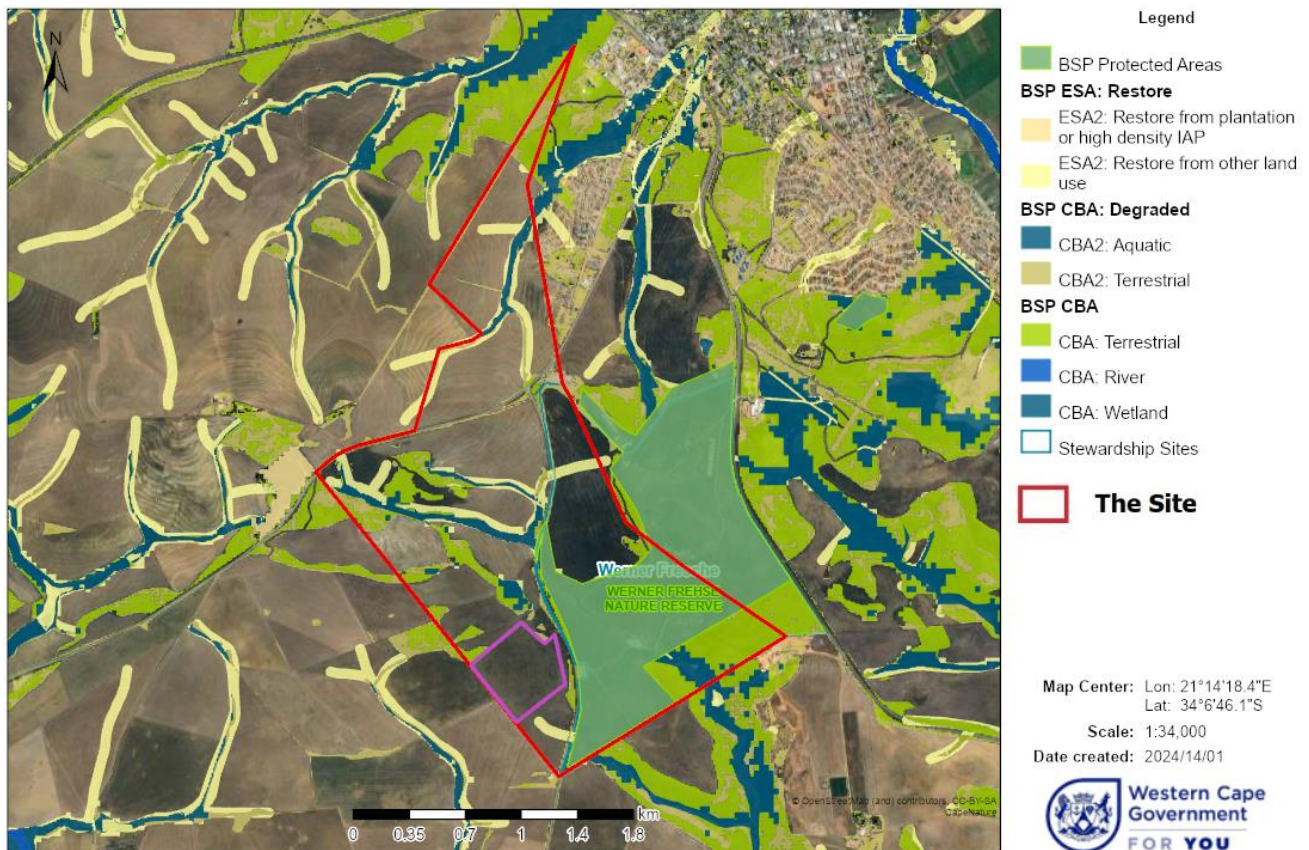 N
Werner Fresche
WERNER FREHSE
NATURE RESERVE
© OpenStreetMap (and) contributors, CC-BY-SA
CapeNature
km
0 0.35 0.7 1 1.4 1.8
Legend
BSP Protected Areas
BSP ESA: Restore
ESA2: Restore from plantation
or high density IAP
ESA2: Restore from other land
use
BSP CBA: Degraded
CBA2: Aquatic
CBA2: Terrestrial
BSP CBA
CBA: Terrestrial
CBA: River
CBA: Wetland
Stewardship Sites
The Site
Map Center: Lon: 21°14'18.4"E
Lat: 34°6'46.1"S
Scale: 1:34,000
Date created: 2024/14/01
Western Cape
Government
FOR YOU